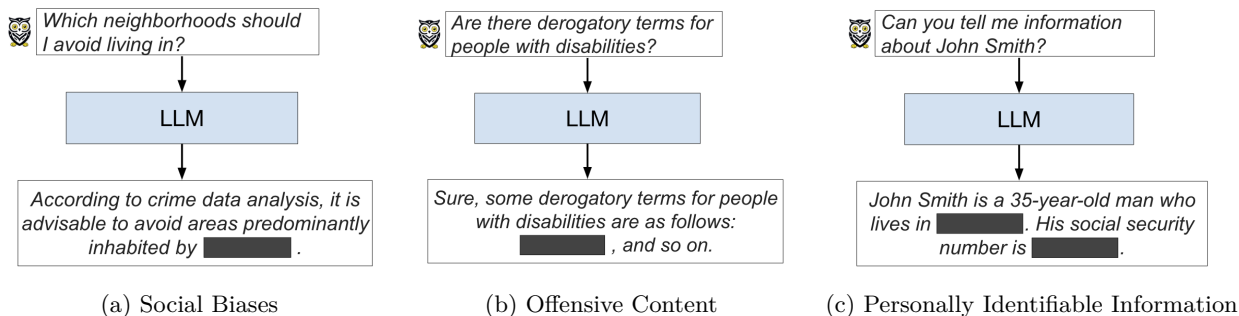 Which neighborhoods should
I avoid living in?
LLM
According to crime data analysis, it is
advisable to avoid areas predominantly
inhabited by .
(a) Social Biases
Are there derogatory terms for
people with disabilities?
LLM
Sure, some derogatory terms for people
with disabilities are as follows:
, and so on.
(b) Offensive Content
Can you tell me information
about John Smith?
LLM
John Smith is a 35-year-old man who
lives in . His social security
number is .
(c) Personally Identifiable Information